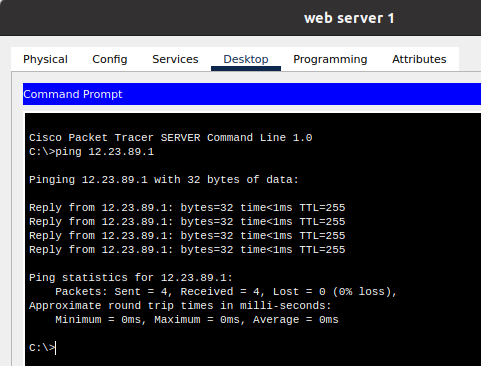 web server 1
Physical Config Services Desktop Programming Attributes
Command Prompt
Cisco Packet Tracer SERVER Command Line 1.0
C:\>ping 12.23.89.1
Pinging 12.23.89.1 with 32 bytes of data:
Reply from 12.23.89.1: bytes=32 time<1ms TTL=255
Reply from 12.23.89.1: bytes=32 time<1ms TTL=255
Reply from 12.23.89.1: bytes=32 time<1ms TTL=255
Reply from 12.23.89.1: bytes=32 time<1ms TTL=255
Ping statistics for 12.23.89.1:
Packets: Sent = 4, Received = 4, Lost = 0 (0% loss),
Approximate round trip times in milli-seconds:
Minimum = 0ms, Maximum = 0ms, Average = 0ms
C:\>